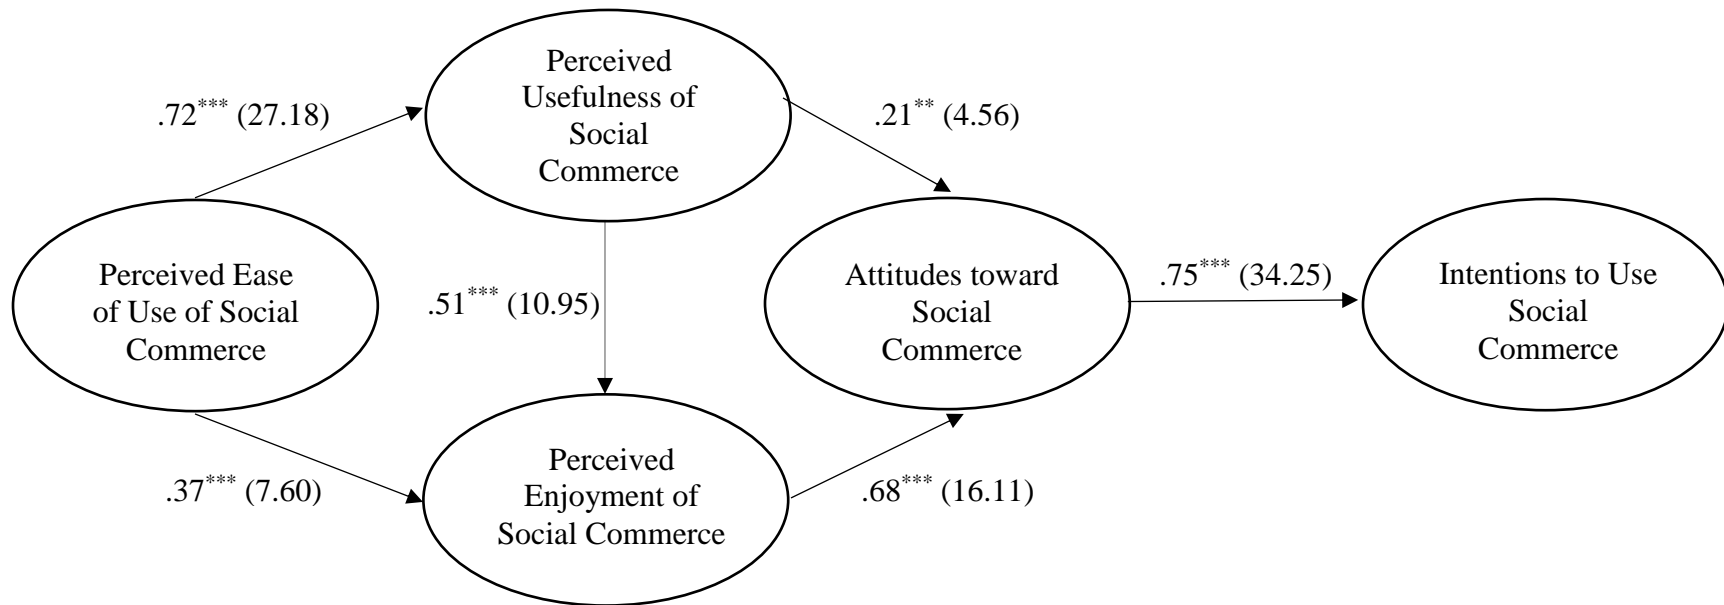 Perceived
Usefulness of
Social
Commerce
.72*** (27.18)
.21** (4.56)
Perceived Ease
of Use of Social
Commerce
.51*** (10.95)
Attitudes toward
Social
Commerce
.75*** (34.25)
Intentions to Use
Social
Commerce
.37*** (7.60)
Perceived
Enjoyment of
Social Commerce
.68*** (16.11)